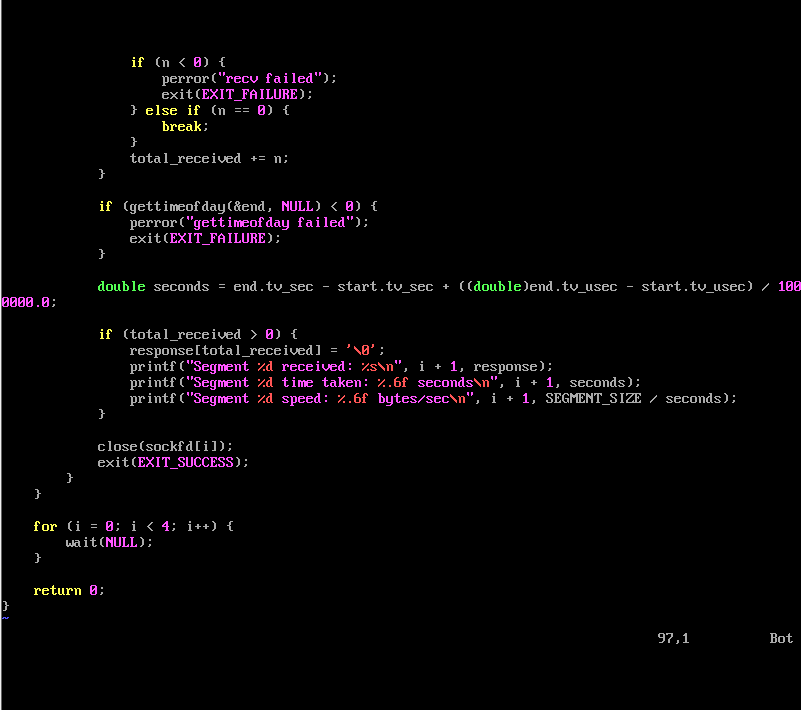 if (n < 0) {
                    perror("recv failed");
                    exit(EXIT_FAILURE);
                } else if (n == 0) {
                    break;
                }
                total_received += n;
            }

            if (gettimeofday(&end, NULL) < 0) {
                perror("gettimeofday failed");
                exit(EXIT_FAILURE);
            }

            double seconds = end.tv_sec - start.tv_sec + ((double)end.tv_usec - start.tv_usec) / 100
0000.0;

            if (total_received > 0) {
                response[total_received] = '\0';
                printf("Segment %d received: %s\n", i + 1, response);
                printf("Segment %d time taken: %.6f seconds\n", i + 1, seconds);
                printf("Segment %d speed: %.6f bytes/sec\n", i + 1, SEGMENT_SIZE / seconds);
            }

            close(sockfd[i]);
            exit(EXIT_SUCCESS);
        }
    }

    for (i = 0; i < 4; i++) {
        wait(NULL);
    }

    return 0;
}
~
97,1          Bot